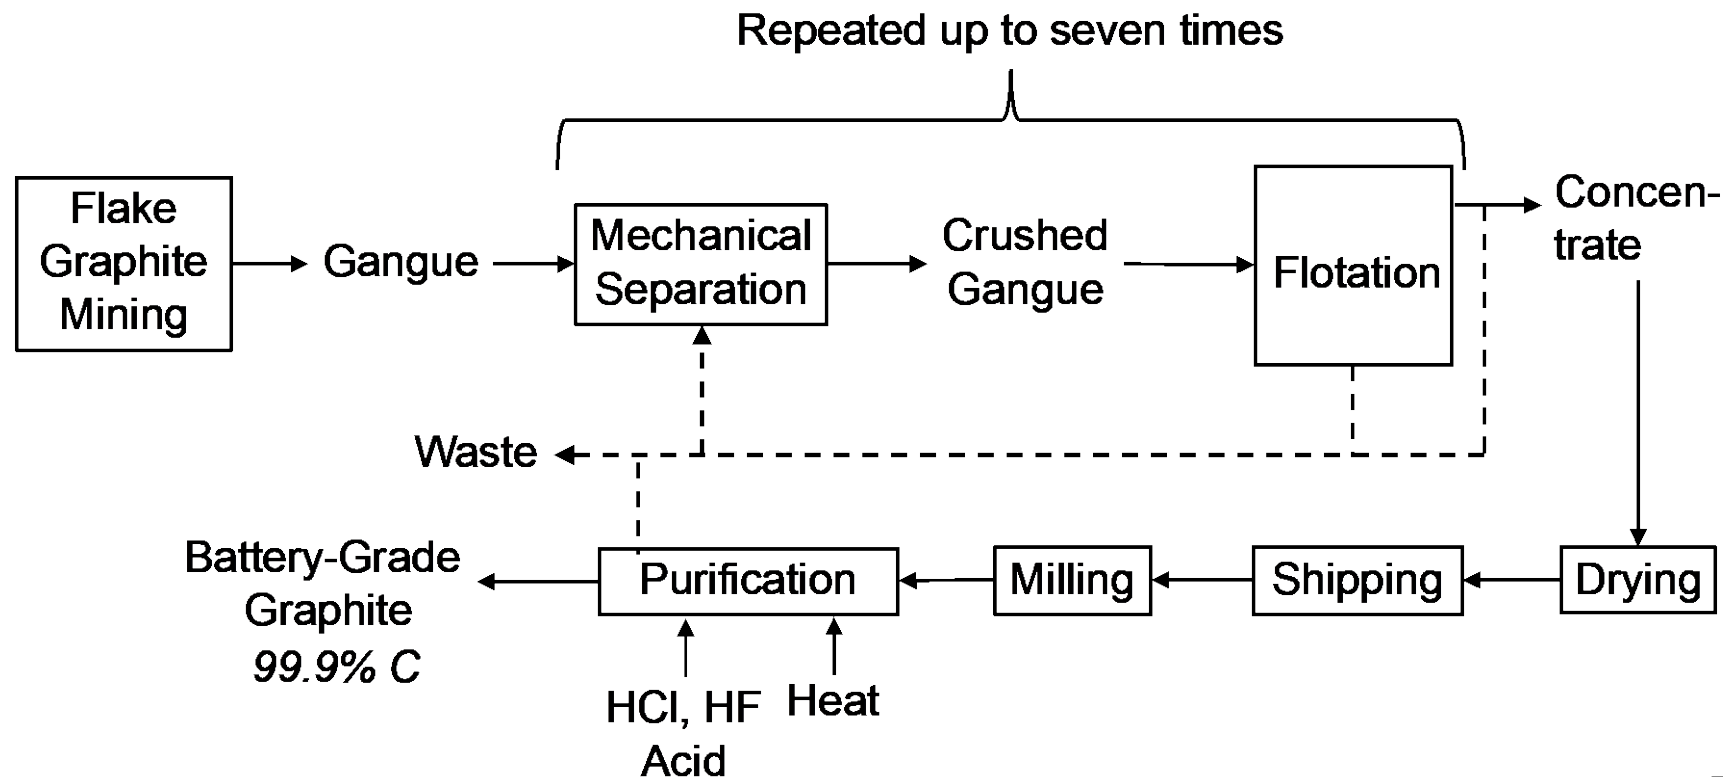 Repeated up to seven times
Flake
Graphite
Mining
Gangue
Mechanical
Separation
Crushed
Gangue
Flotation
Concen-
trate
Waste
Battery-Grade
Graphite
99.9% C
Purification
Milling
Shipping
Drying
HCl, HF
Acid
Heat